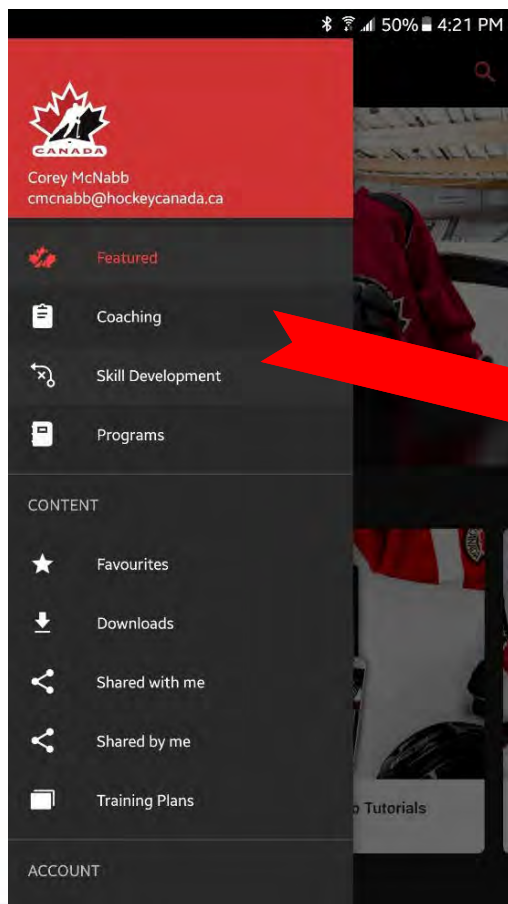 50% 4:21 PM
CANADA
Corey McNabb
cmcnabb@hockeycanada.ca
Featured
Coaching
Skill Development
Programs
CONTENT
Favourites
Downloads
Shared with me
Shared by me
Training Plans
Tutorials
ACCOUNT